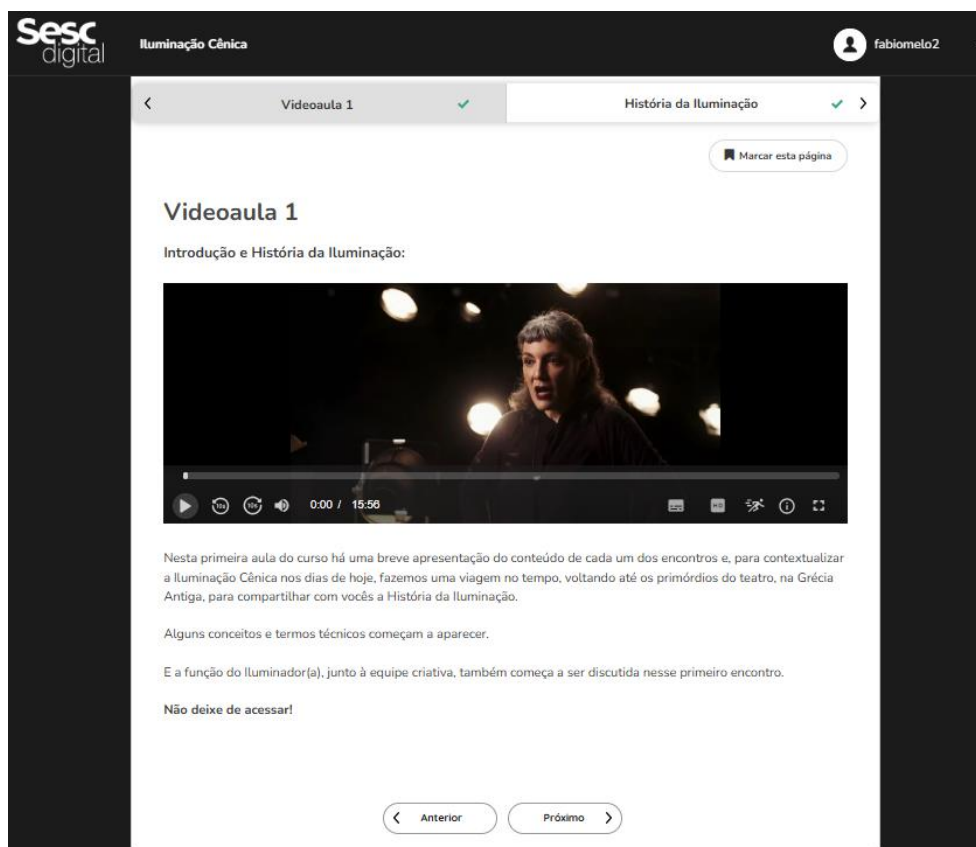 Sesc
digital
Iluminação Cênica
fabiomelo2
Videoaula 1
História da Iluminação
Marcar esta página
Videoaula 1
Introdução e História da Iluminação:
10s
10s
0:00 / 15:56
HD
Nesta primeira aula do curso há uma breve apresentação do conteúdo de cada um dos encontros e, para contextualizar
a Iluminação Cênica nos dias de hoje, fazemos uma viagem no tempo, voltando até os primórdios do teatro, na Grécia
Antiga, para compartilhar com vocês a História da Iluminação.
Alguns conceitos e termos técnicos começam a aparecer.
E a função do Iluminador(a), junto à equipe criativa, também começa a ser discutida nesse primeiro encontro.
Não deixe de acessar!
Anterior
Próximo